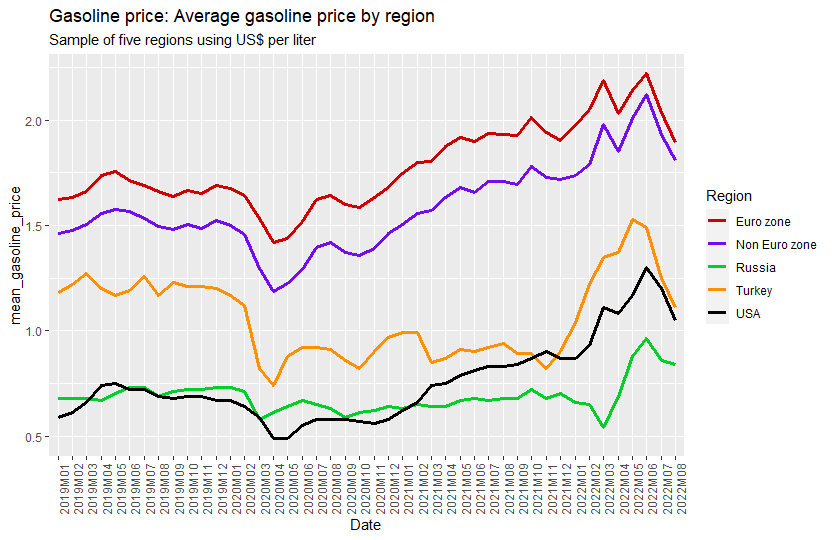 Gasoline price: Average gasoline price by region
Sample of five regions using US$ per liter
mean_gasoline_price
2.0
1.5
1.0
0.5
2019M01
2019M02
2019M03
2019M04
2019M05
2019M06
2019M07
2019M08
2019M09
2019M10
2019M11
2019M12
2020M01
2020M02
2020M03
2020M04
2020M05
2020M06
2020M07
2020M08
2020M09
2020M10
2020M11
2020M12
2021M01
2021M02
2021M03
2021M04
2021M05
2021M06
2021M07
2021M08
2021M09
2021M10
2021M11
2021M12
2022M02
2022M03
2022M04
2022M05
2022M06
2022M07
2022M08
Date
Region
Euro zone
Non Euro zone
Russia
Turkey
USA